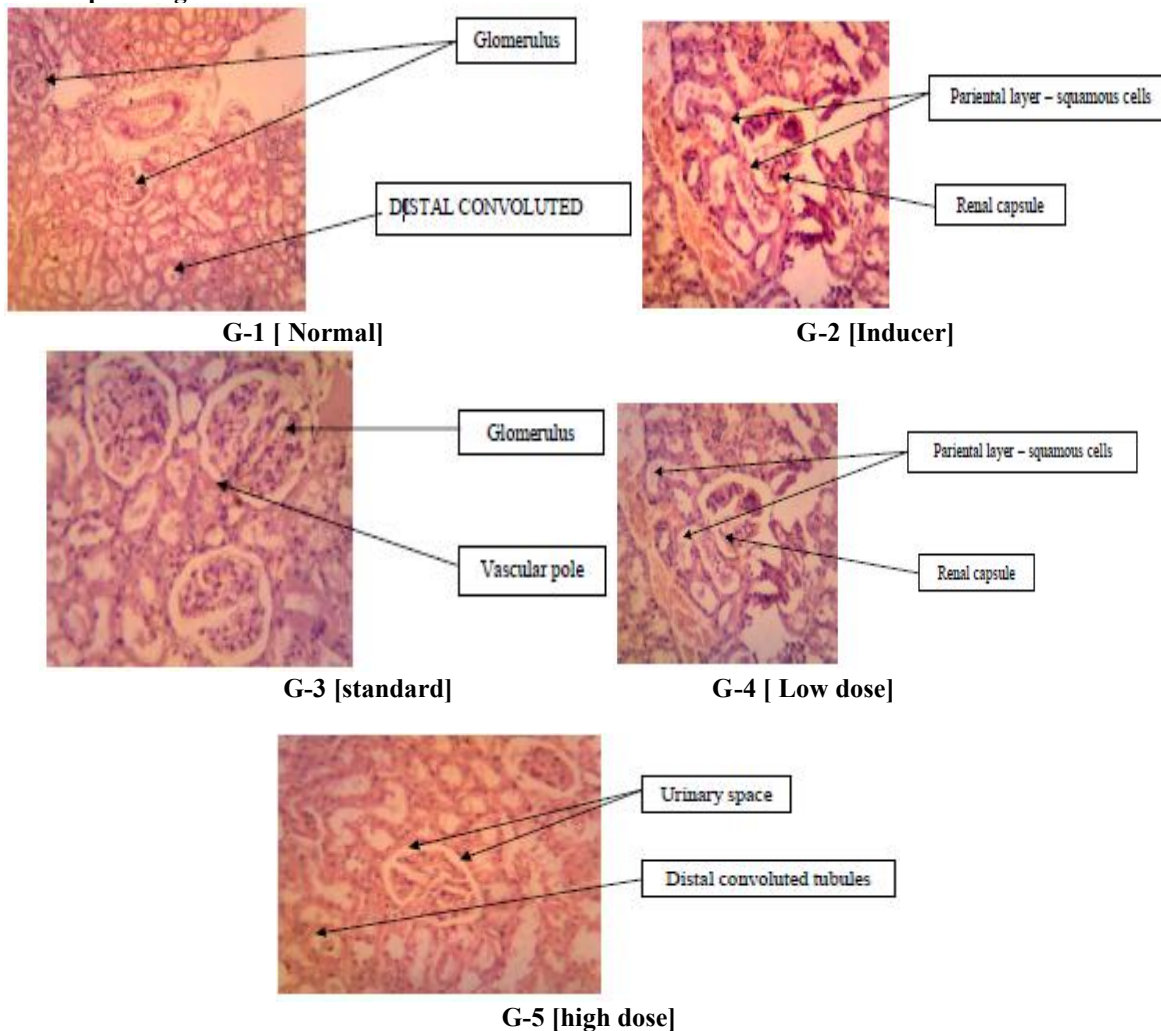 Glomerulus
DISTAL CONVOLUTED
Pariental layer – squamous cells
Renal capsule
G-1 [ Normal]
G-2 [Inducer]
Glomerulus
Vascular pole
Pariental layer – squamous cells
Renal capsule
G-3 [standard]
G-4 [ Low dose]
Urinary space
Distal convoluted tubules
G-5 [high dose]